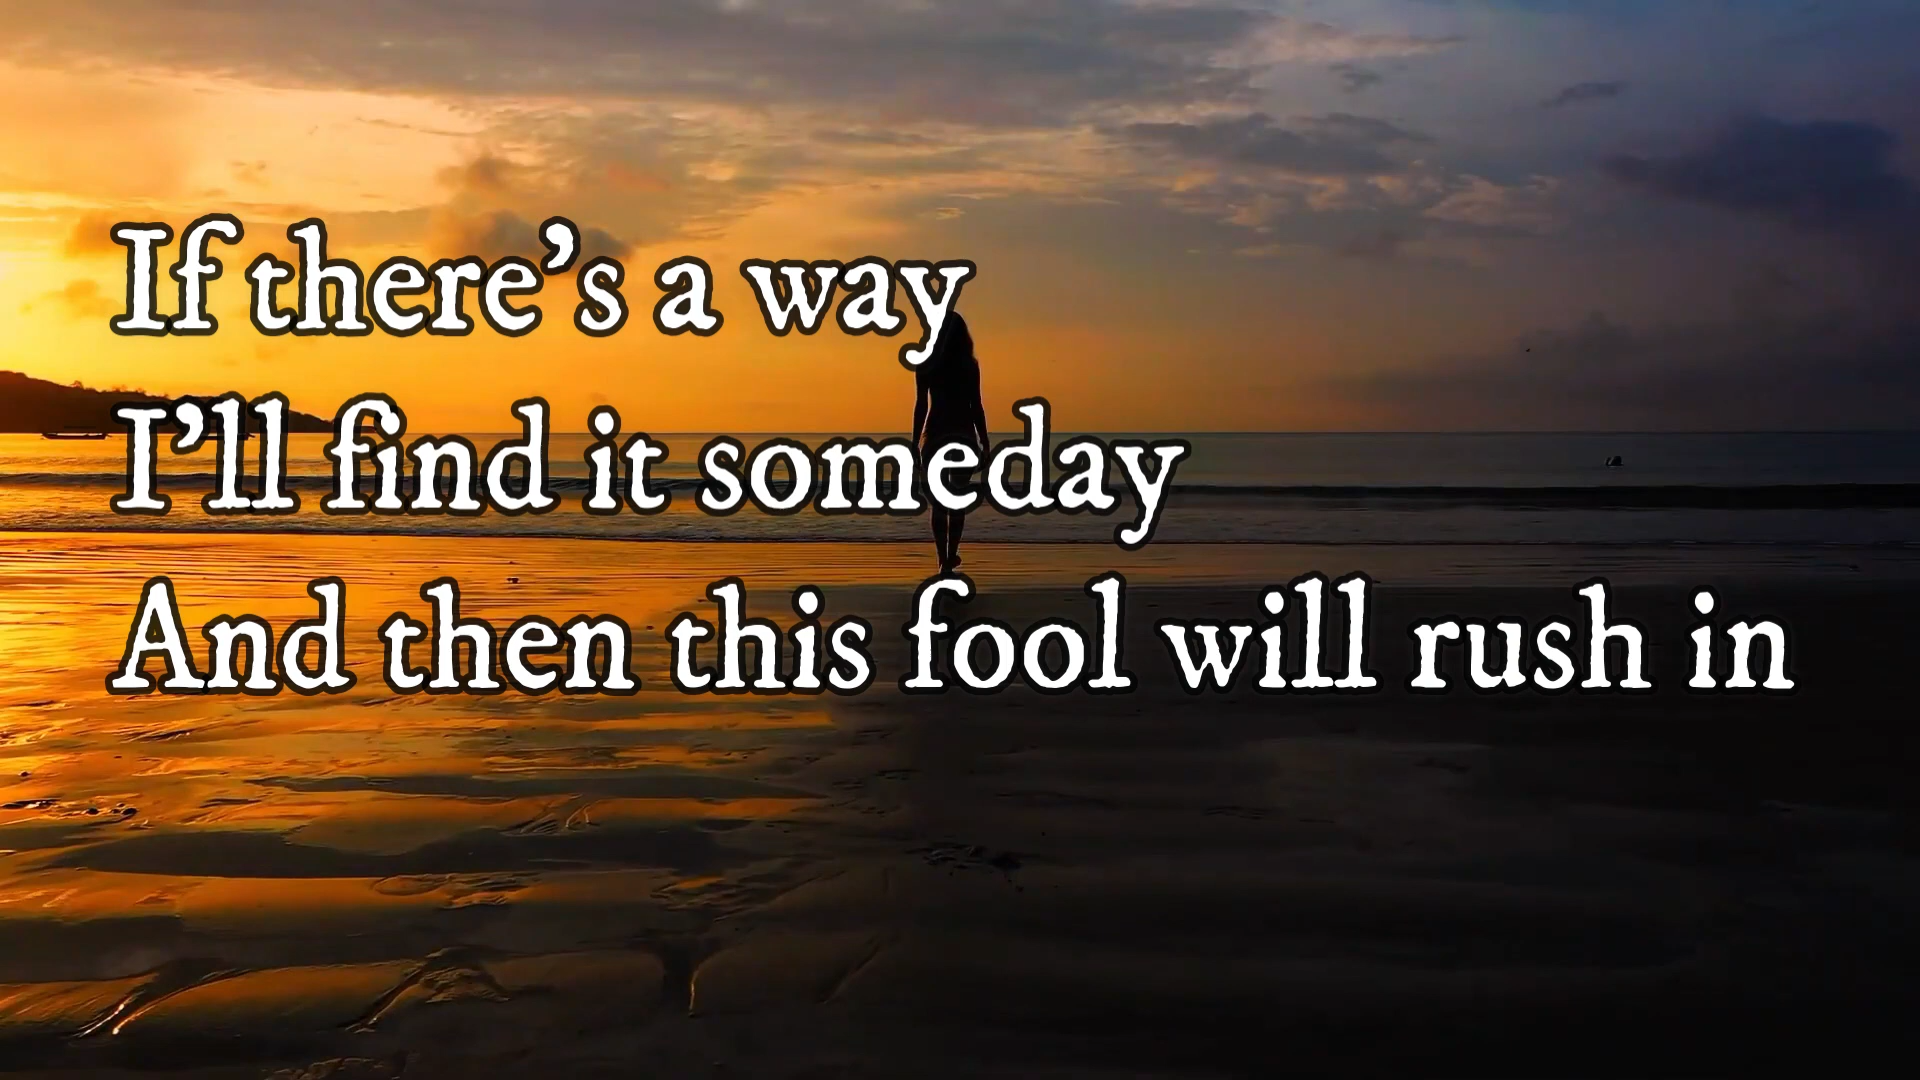 If there’s a way
I’ll find it someday
And then this fool will rush in